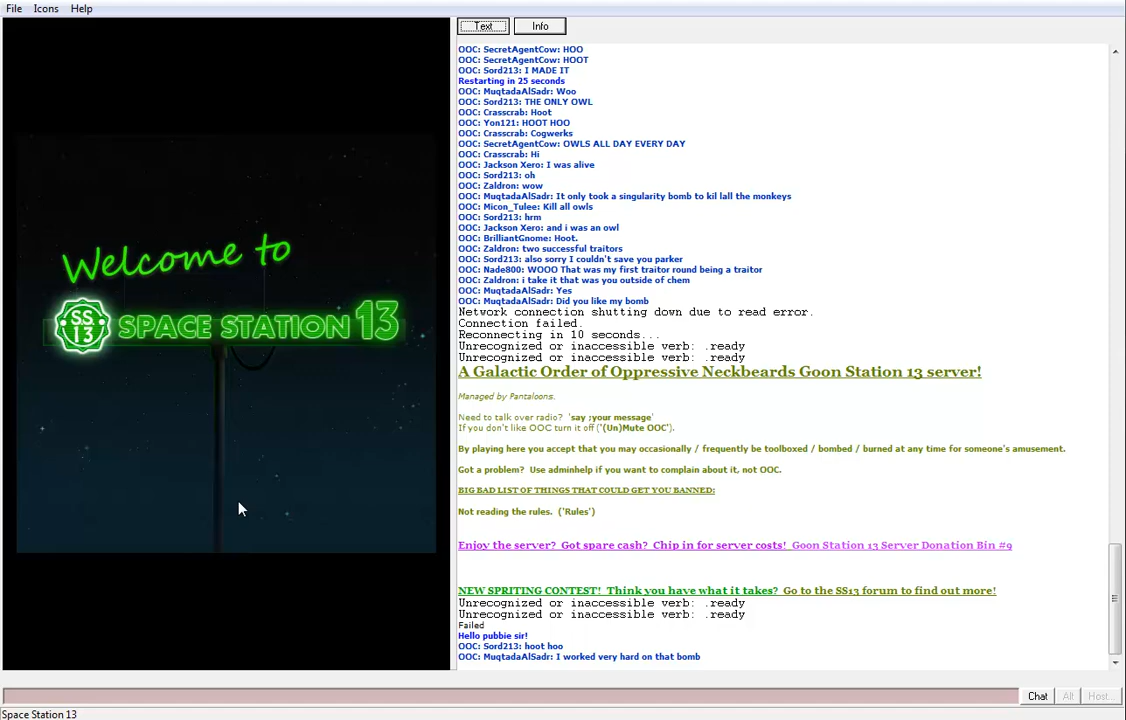 File Icons Help
Text Info
OOC: SecretAgentCow: HOO
OOC: SecretAgentCow: HOOT
OOC: Sord213: I MADE IT
Restarting in 25 seconds
OOC: MuqtadaAlSadr: Woo
OOC: Sord213: THE ONLY OWL
OOC: Crasscrab: Hoot
OOC: Yon121: HOOT HOO
OOC: Crasscrab: Cogwerks
OOC: SecretAgentCow: OWLS ALL DAY EVERY DAY
OOC: Crasscrab: Hi
OOC: Jackson Xero: I was alive
OOC: Sord213: oh
OOC: Zaldron: wow
OOC: MuqtadaAlSadr: It only took a singularity bomb to kil lall the monkeys
OOC: Micon_Tulee: Kill all owls
OOC: Sord213: hrm
OOC: Jackson Xero: and i was an owl
OOC: BrilliantGnome: Hoot.
OOC: Zaldron: two successful traitors
OOC: Sord213: also sorry I couldn't save you parker
OOC: Nade800: WOOO That was my first traitor round being a traitor
OOC: Zaldron: i take it that was you outside of chem
OOC: MuqtadaAlSadr: Yes
OOC: MuqtadaAlSadr: Did you like my bomb
Network connection shutting down due to read error.
Connection failed.
Reconnecting in 10 seconds...
Unrecognized or inaccessible verb: .ready
Unrecognized or inaccessible verb: .ready
A Galactic Order of Oppressive Neckbeards Goon Station 13 server!
Managed by Pantaloons.
Need to talk over radio? 'say ;your message'
If you don't like OOC turn it off ('(Un)Mute OOC').
By playing here you accept that you may occasionally / frequently be toolboxed / bombed / burned at any time for someone's amusement.
Got a problem? Use adminhelp if you want to complain about it, not OOC.
BIG BAD LIST OF THINGS THAT COULD GET YOU BANNED:
Not reading the rules. ('Rules')
Enjoy the server? Got spare cash? Chip in for server costs! Goon Station 13 Server Donation Bin #9
NEW SPRITING CONTEST! Think you have what it takes? Go to the SS13 forum to find out more!
Unrecognized or inaccessible verb: .ready
Unrecognized or inaccessible verb: .ready
Failed
Hello pubbie sir!
OOC: Sord213: hoot hoo
OOC: MuqtadaAlSadr: I worked very hard on that bomb
Welcome to
SS
13
SPACE STATION 13
Chat Alt Host...
Space Station 13